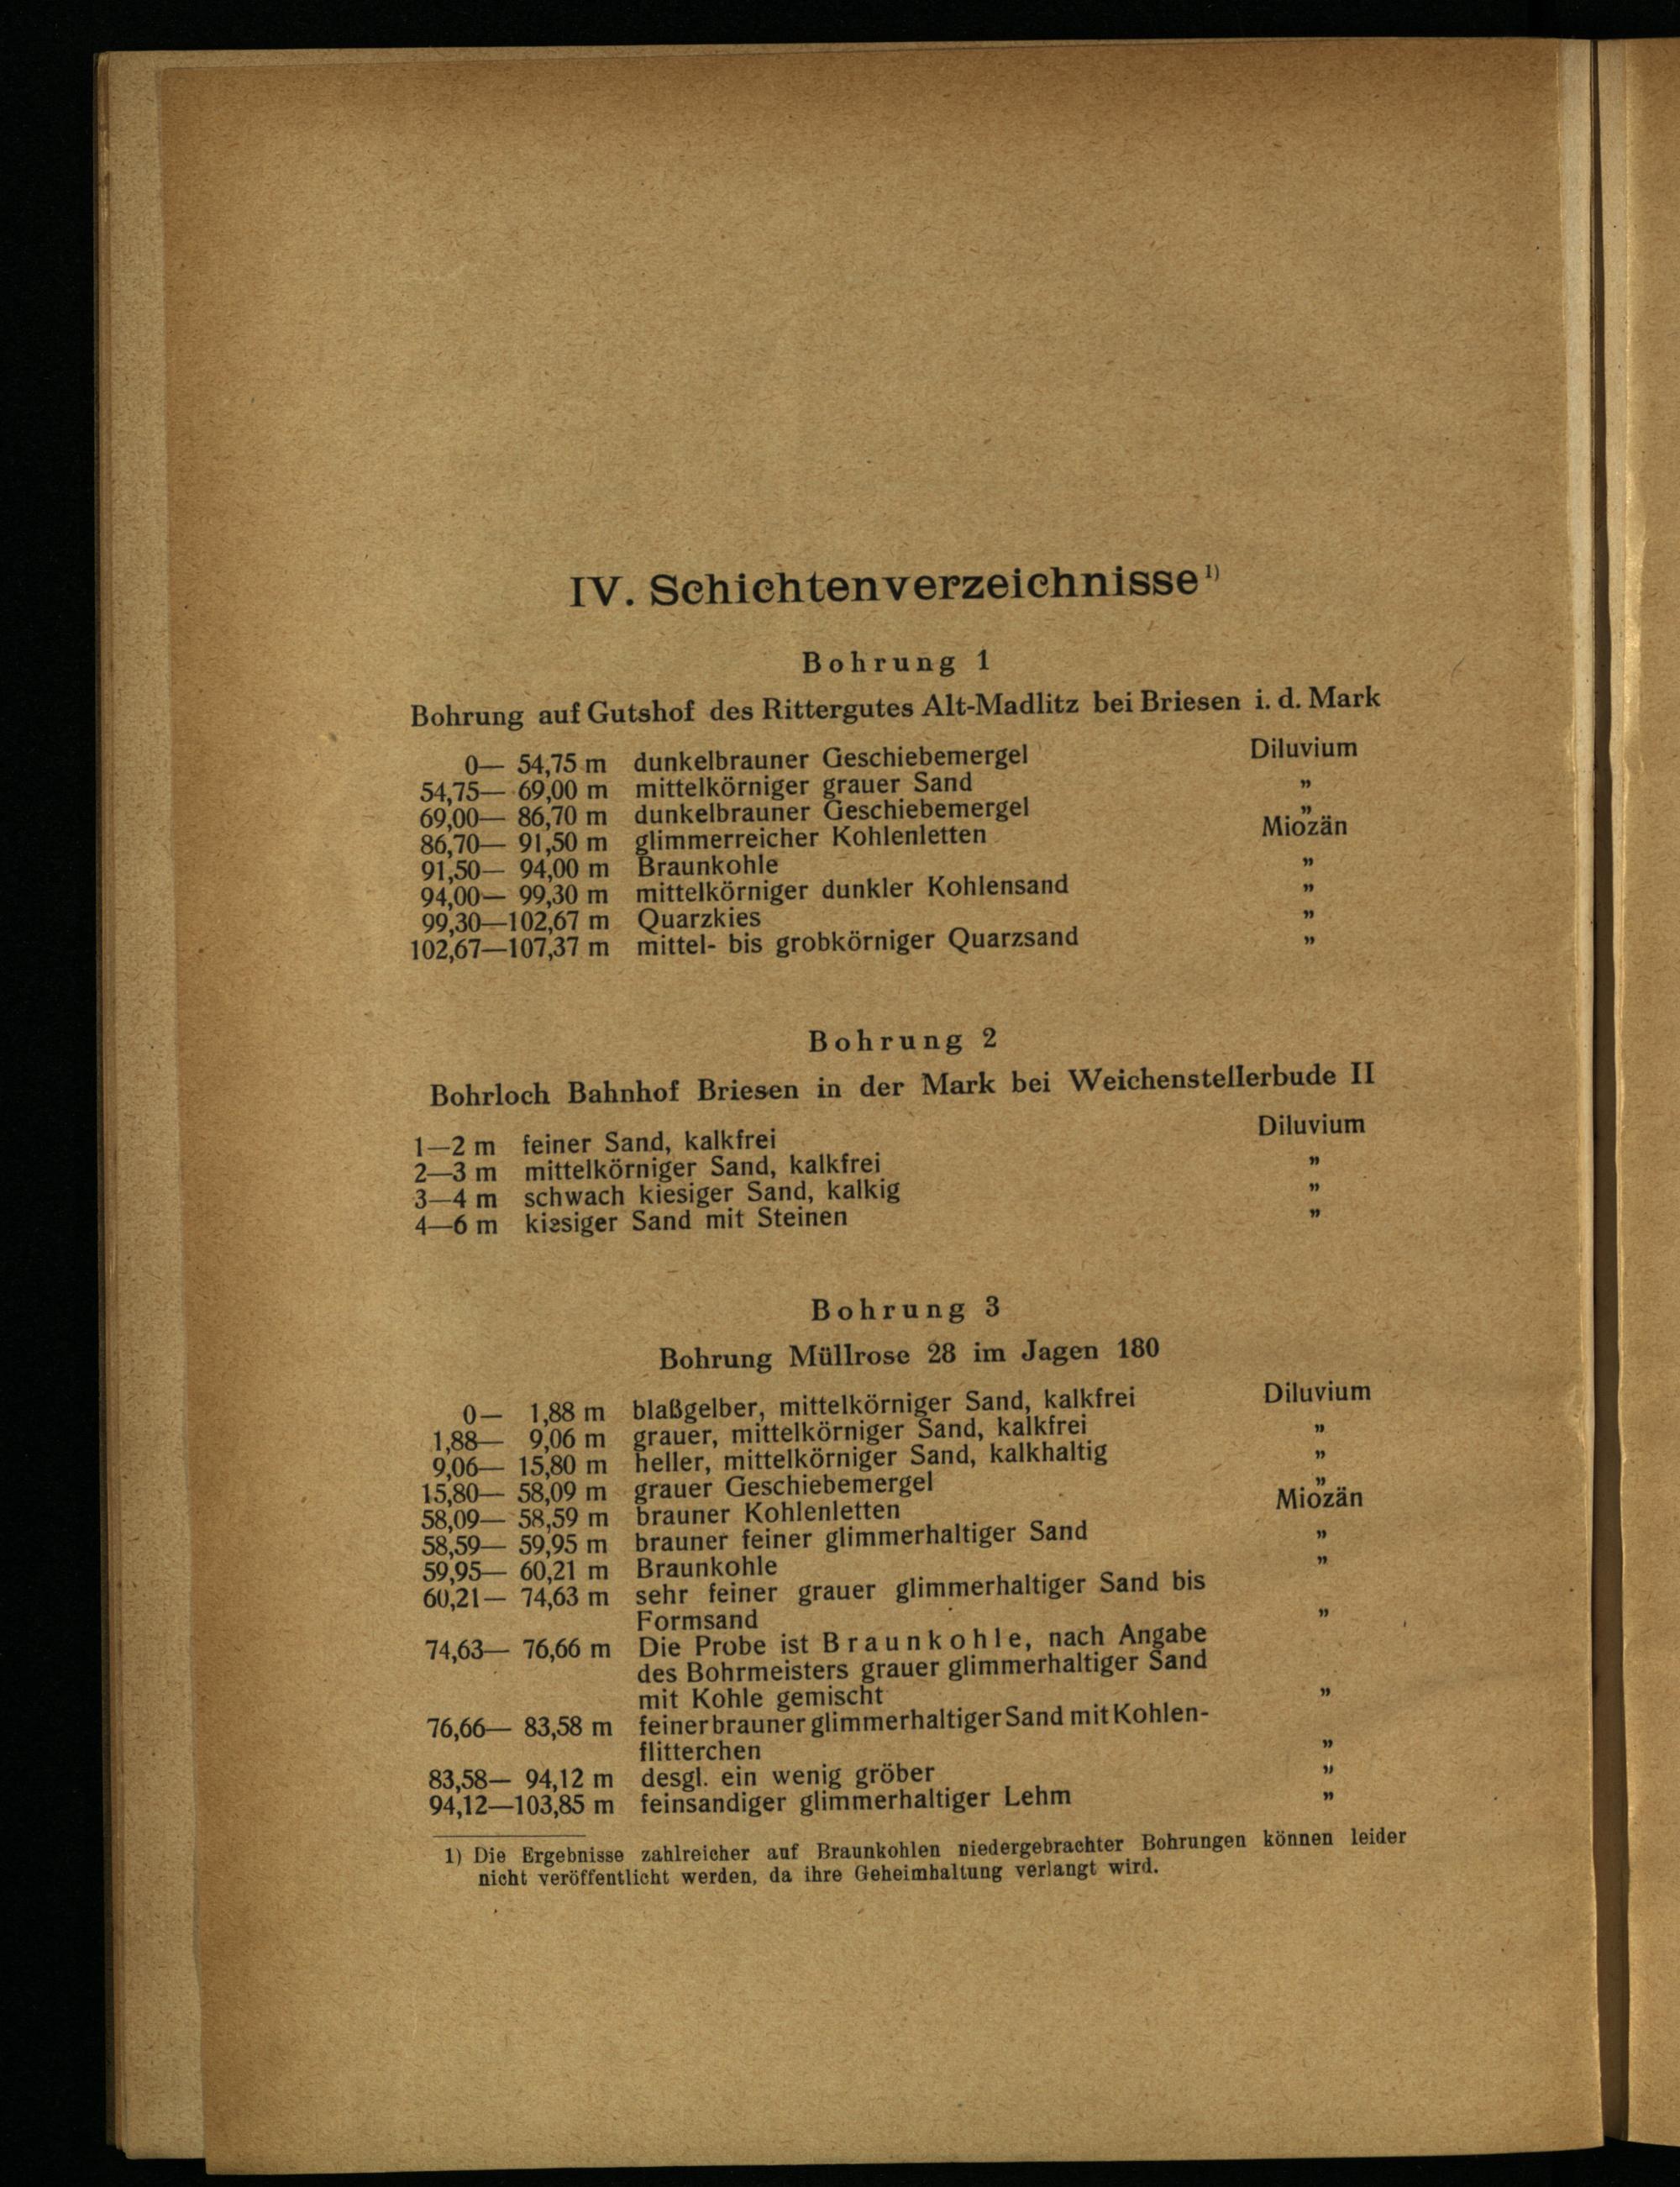 IV. Schichtenverzeichnisse¹)
Bohrung 1
Bohrung auf Gutshof des Rittergutes Alt-Madlitz bei Briesen i. d. Mark
0— 54,75 m dunkelbrauner Geschiebemergel Diluvium
54,75— 69,00 m mittelkörniger grauer Sand „
69,00— 86,70 m dunkelbrauner Geschiebemergel „
86,70— 91,50 m glimmerreicher Kohlenletten Miozän
91,50— 94,00 m Braunkohle „
94,00— 99,30 m mittelkörniger dunkler Kohlensand „
99,30—102,67 m Quarzkies „
102,67—107,37 m mittel- bis grobkörniger Quarzsand „
Bohrung 2
Bohrloch Bahnhof Briesen in der Mark bei Weichenstellerbude II
1—2 m feiner Sand, kalkfrei Diluvium
2—3 m mittelkörniger Sand, kalkfrei „
3—4 m schwach kiesiger Sand, kalkig „
4—6 m kiesiger Sand mit Steinen „
Bohrung 3
Bohrung Müllrose 28 im Jagen 180
0— 1,88 m blaßgelber, mittelkörniger Sand, kalkfrei Diluvium
1,88— 9,06 m grauer, mittelkörniger Sand, kalkfrei „
9,06— 15,80 m heller, mittelkörniger Sand, kalkhaltig „
15,80— 58,09 m grauer Geschiebemergel „
58,09— 58,59 m brauner Kohlenletten Miozän
58,59— 59,95 m brauner feiner glimmerhaltiger Sand „
59,95— 60,21 m Braunkohle „
60,21— 74,63 m sehr feiner grauer glimmerhaltiger Sand bis
Formsand „
74,63— 76,66 m Die Probe ist Braunkohle, nach Angabe
des Bohrmeisters grauer glimmerhaltiger Sand
mit Kohle gemischt „
76,66— 83,58 m feiner brauner glimmerhaltiger Sand mit Kohlen-
flitterchen „
83,58— 94,12 m desgl. ein wenig gröber „
94,12—103,85 m feinsandiger glimmerhaltiger Lehm „
1) Die Ergebnisse zahlreicher auf Braunkohlen niedergebrachter Bohrungen können leider
nicht veröffentlicht werden, da ihre Geheimhaltung verlangt wird.